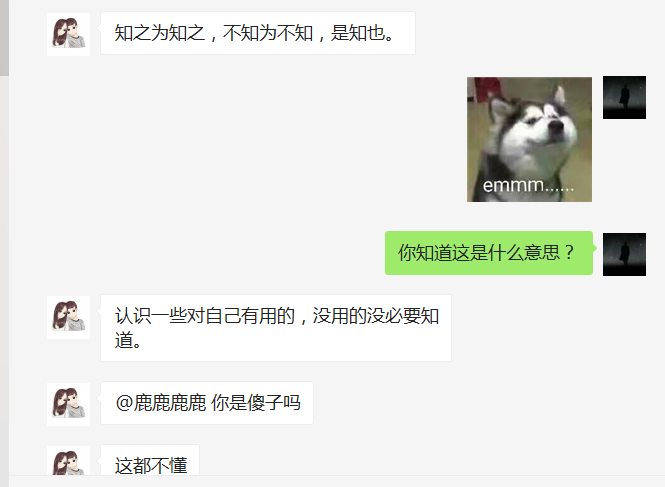 知之为知之，不知为不知，是知也。
emmm......
你知道这是什么意思？
认识一些对自己有用的，没用的没必要知
道。
@鹿鹿鹿鹿 你是傻子吗
这都不懂